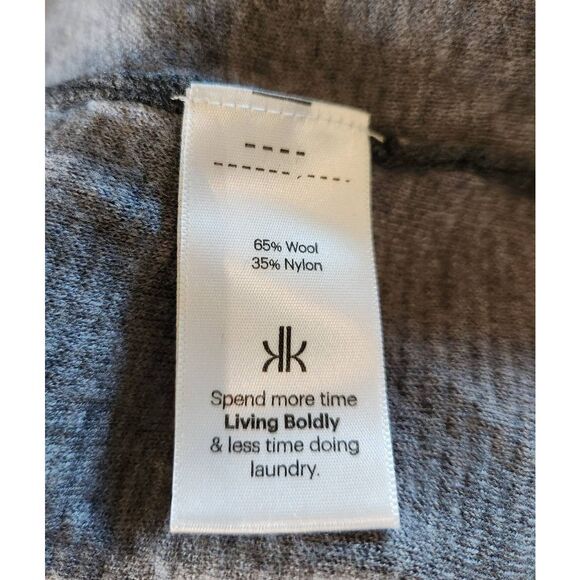 65% Wool
35% Nylon
Spend more time
Living Boldly
& less time doing
laundry.